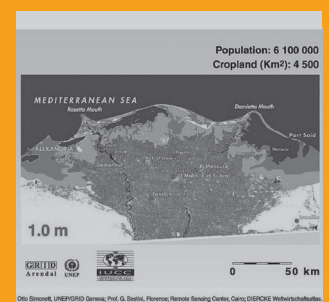 Population: 6 100 000
Cropland (Km²): 4 500
MEDITERRANEAN SEA
Rosetta Mouth
Damietta Mouth
Port Said
ALEXANDRIA
1.0 m
GRID
Arendal
UNEP
IUCC
0 50 km
Otto Simonett, UNEP/GRID Geneva; Prof. G. Sestini, Florence; Remote Sensing Center, Cairo; DIERCKE Weltwirtschaftsatlas.